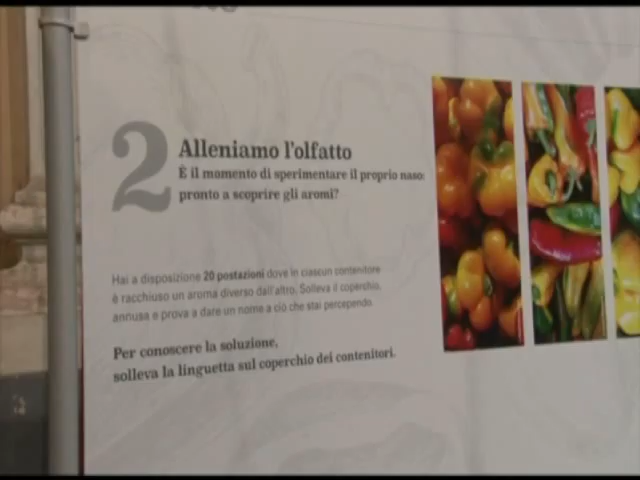 2
Alleniamo l'olfatto
È il momento di sperimentare il proprio naso:
pronto a scoprire gli aromi?
Hai a disposizione 20 postazioni dove in ciascun contenitore
è racchiuso un aroma diverso dall'altro. Solleva il coperchio,
annusa e prova a dare un nome a ciò che stai percependo.
Per conoscere la soluzione,
solleva la linguetta sul coperchio dei contenitori.